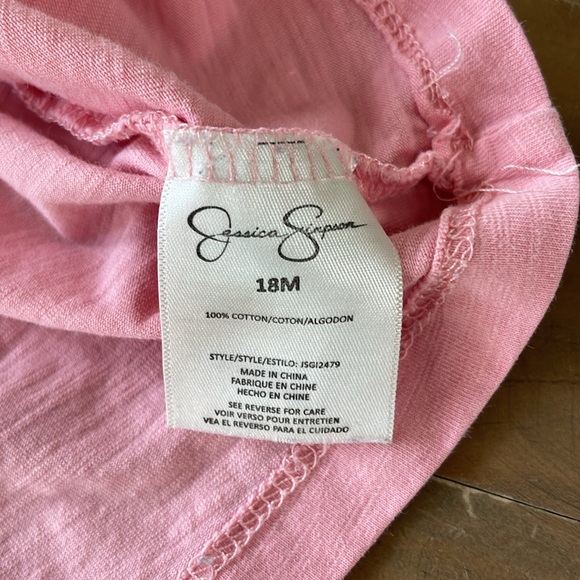 Jessica Simpson
18M
100% COTTON/COTON/ALGODON
STYLE/STYLE/ESTILO: JSGI2479
MADE IN CHINA
FABRIQUE EN CHINE
HECHO EN CHINE
SEE REVERSE FOR CARE
VOIR VERSO POUR ENTRETIEN
VEA EL REVERSO PARA EL CUIDADO